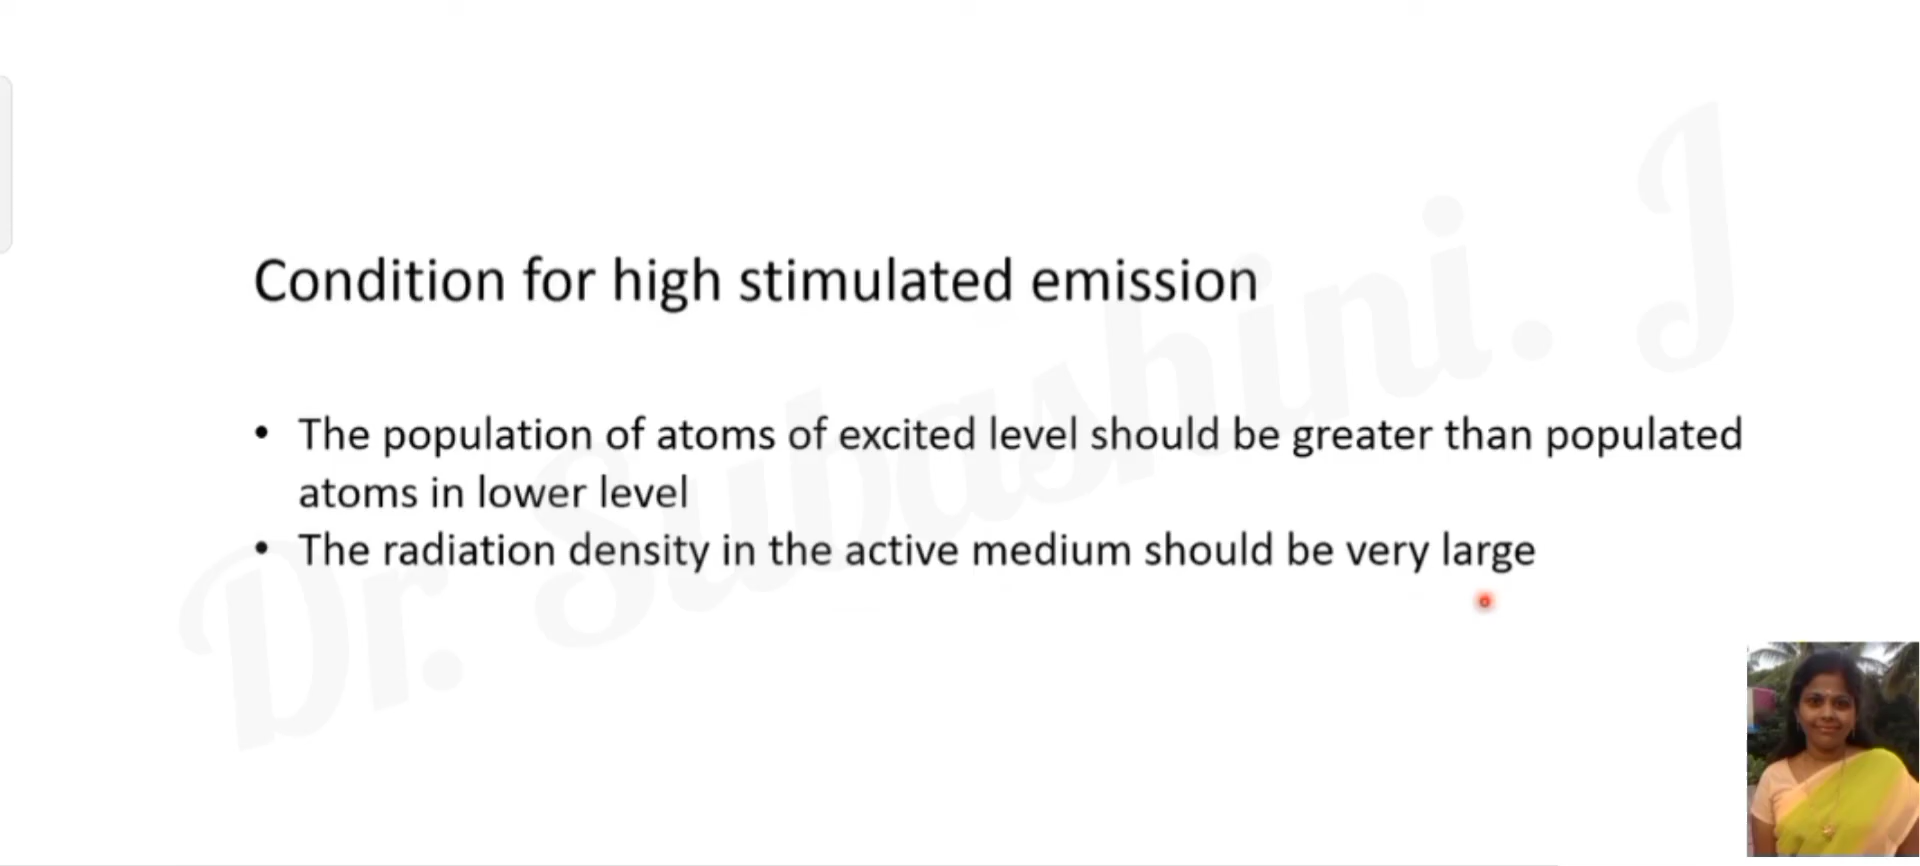 Condition for high stimulated emission
• The population of atoms of excited level should be greater than populated
atoms in lower level
• The radiation density in the active medium should be very large
Dr. Subashini. J